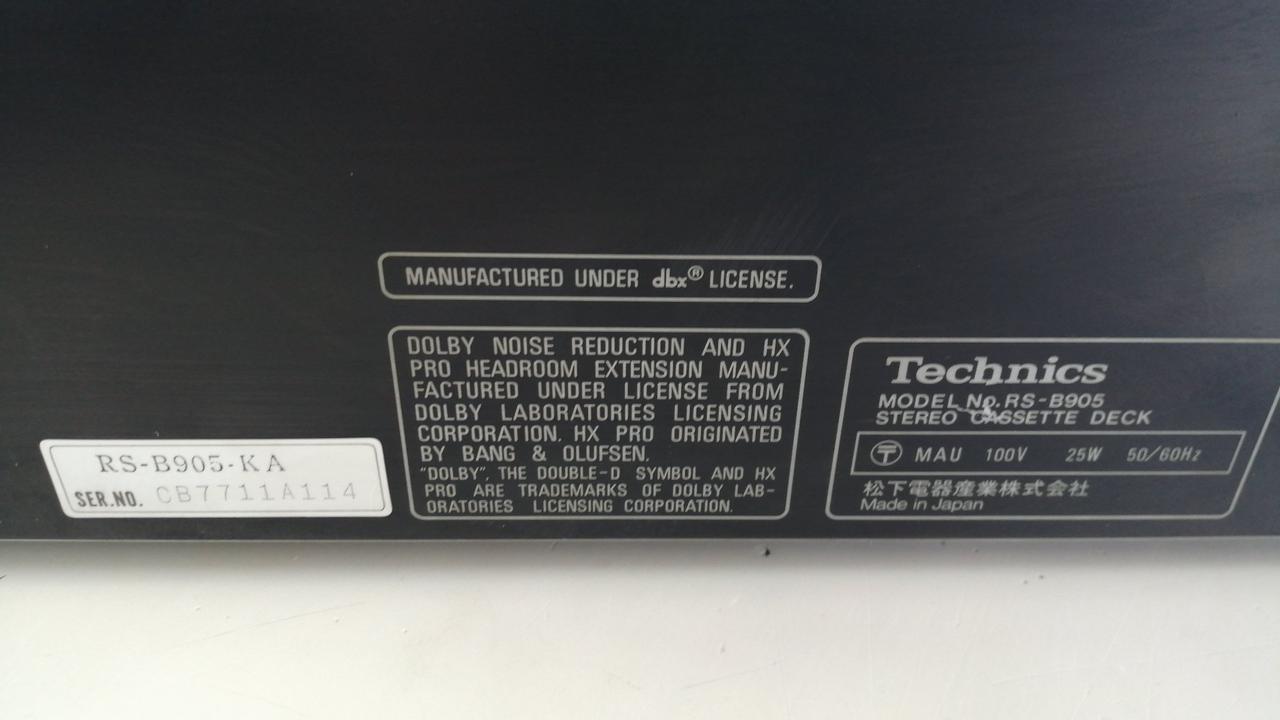 MANUFACTURED UNDER dbx® LICENSE.
DOLBY NOISE REDUCTION AND HX
PRO HEADROOM EXTENSION MANU-
FACTURED UNDER LICENSE FROM
DOLBY LABORATORIES LICENSING
CORPORATION. HX PRO ORIGINATED
BY BANG & OLUFSEN.
"DOLBY", THE DOUBLE-D SYMBOL AND HX
PRO ARE TRADEMARKS OF DOLBY LAB-
ORATORIES LICENSING CORPORATION.
Technics
MODEL No. RS-B905
STEREO CASSETTE DECK
〒 MAU 100V 25W 50/60Hz
松下電器産業株式会社
Made in Japan
RS-B905-KA
SER.NO. CB7711A114